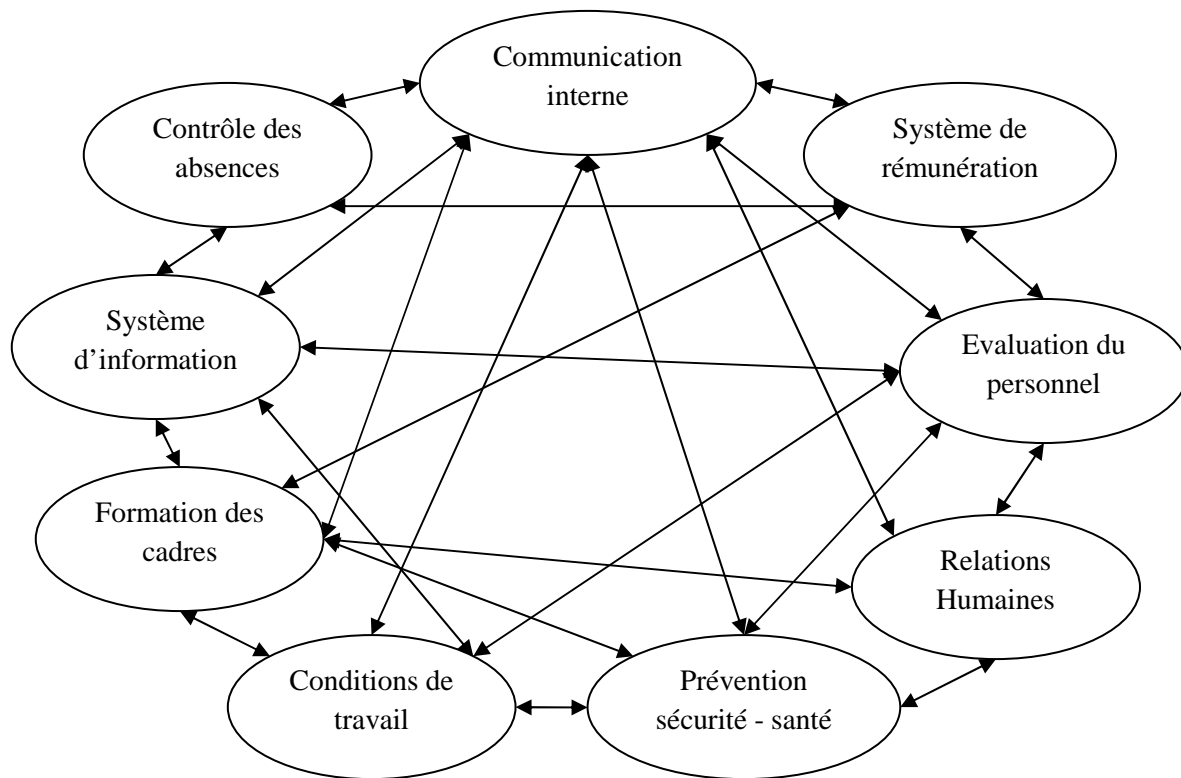 Communication
interne
Contrôle des
absences
Système de
rémunération
Système
d'information
Evaluation du
personnel
Formation des
cadres
Relations
Humaines
Conditions de
travail
Prévention
sécurité - santé